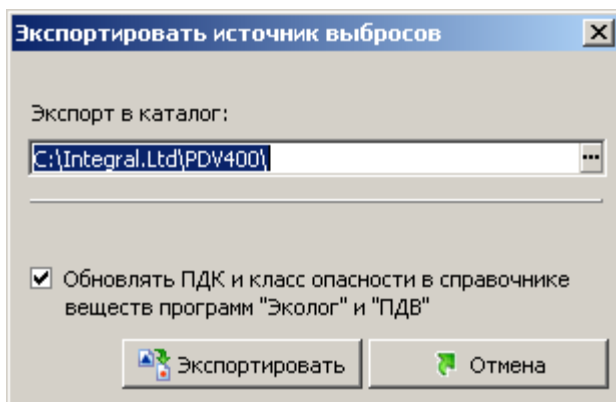 Экспортировать источник выбросов
Экспорт в каталог:
C:\Integral.Ltd\PDV400\
Обновлять ПДК и класс опасности в справочнике
веществ программ "Эколог" и "ПДВ"
Экспортировать Отмена